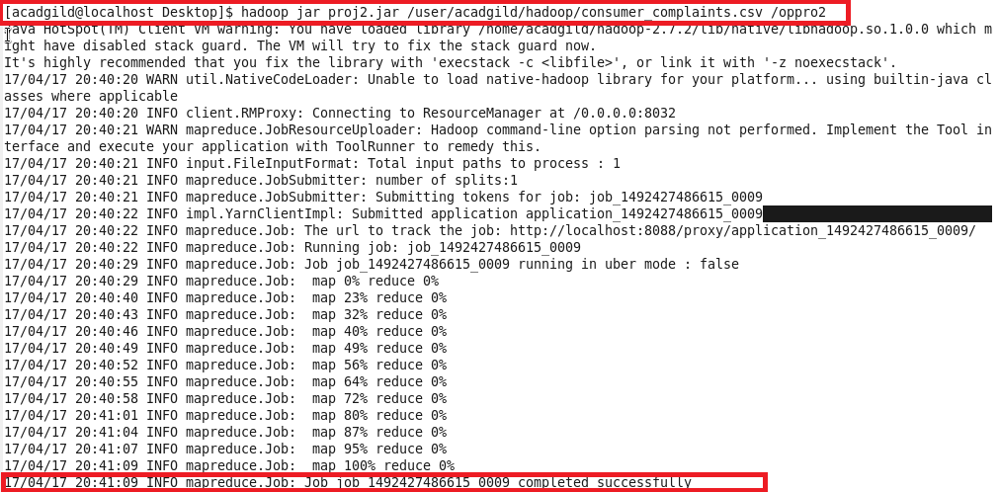 [acadgild@localhost Desktop]$ hadoop jar proj2.jar /user/acadgild/hadoop/consumer_complaints.csv /oppro2
Java HotSpot(TM) Client VM warning: You have loaded library /home/acadgild/hadoop-2.7.2/lib/native/libhadoop.so.1.0.0 which m
ight have disabled stack guard. The VM will try to fix the stack guard now.
It's highly recommended that you fix the library with 'execstack -c <libfile>', or link it with '-z noexecstack'.
17/04/17 20:40:20 WARN util.NativeCodeLoader: Unable to load native-hadoop library for your platform... using builtin-java cl
asses where applicable
17/04/17 20:40:20 INFO client.RMProxy: Connecting to ResourceManager at /0.0.0.0:8032
17/04/17 20:40:21 WARN mapreduce.JobResourceUploader: Hadoop command-line option parsing not performed. Implement the Tool in
terface and execute your application with ToolRunner to remedy this.
17/04/17 20:40:21 INFO input.FileInputFormat: Total input paths to process : 1
17/04/17 20:40:21 INFO mapreduce.JobSubmitter: number of splits:1
17/04/17 20:40:21 INFO mapreduce.JobSubmitter: Submitting tokens for job: job_1492427486615_0009
17/04/17 20:40:22 INFO impl.YarnClientImpl: Submitted application application_1492427486615_0009
17/04/17 20:40:22 INFO mapreduce.Job: The url to track the job: http://localhost:8088/proxy/application_1492427486615_0009/
17/04/17 20:40:22 INFO mapreduce.Job: Running job: job_1492427486615_0009
17/04/17 20:40:29 INFO mapreduce.Job: Job job_1492427486615_0009 running in uber mode : false
17/04/17 20:40:29 INFO mapreduce.Job:  map 0% reduce 0%
17/04/17 20:40:40 INFO mapreduce.Job:  map 23% reduce 0%
17/04/17 20:40:43 INFO mapreduce.Job:  map 32% reduce 0%
17/04/17 20:40:46 INFO mapreduce.Job:  map 40% reduce 0%
17/04/17 20:40:49 INFO mapreduce.Job:  map 49% reduce 0%
17/04/17 20:40:52 INFO mapreduce.Job:  map 56% reduce 0%
17/04/17 20:40:55 INFO mapreduce.Job:  map 64% reduce 0%
17/04/17 20:40:58 INFO mapreduce.Job:  map 72% reduce 0%
17/04/17 20:41:01 INFO mapreduce.Job:  map 80% reduce 0%
17/04/17 20:41:04 INFO mapreduce.Job:  map 87% reduce 0%
17/04/17 20:41:07 INFO mapreduce.Job:  map 95% reduce 0%
17/04/17 20:41:09 INFO mapreduce.Job:  map 100% reduce 0%
17/04/17 20:41:09 INFO mapreduce.Job: Job job_1492427486615_0009 completed successfully